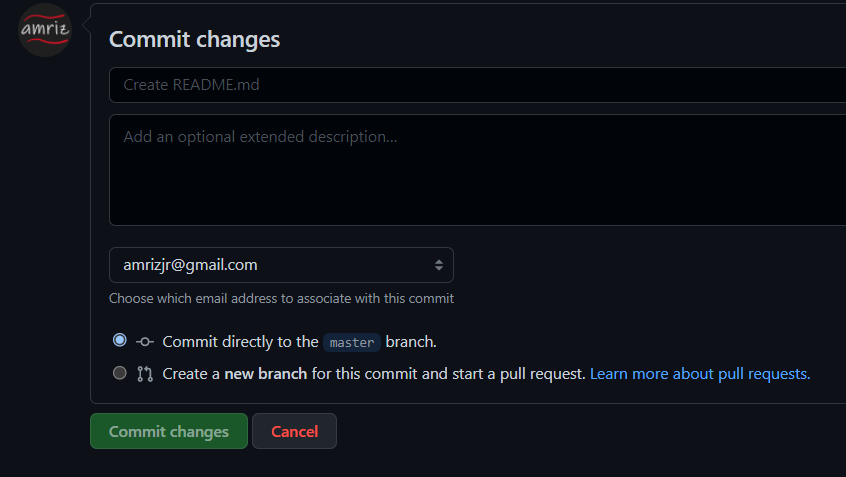 amriz
Commit changes
Create README.md
Add an optional extended description...
amrizjr@gmail.com
Choose which email address to associate with this commit
Commit directly to the master branch.
Create a new branch for this commit and start a pull request. Learn more about pull requests.
Commit changes Cancel